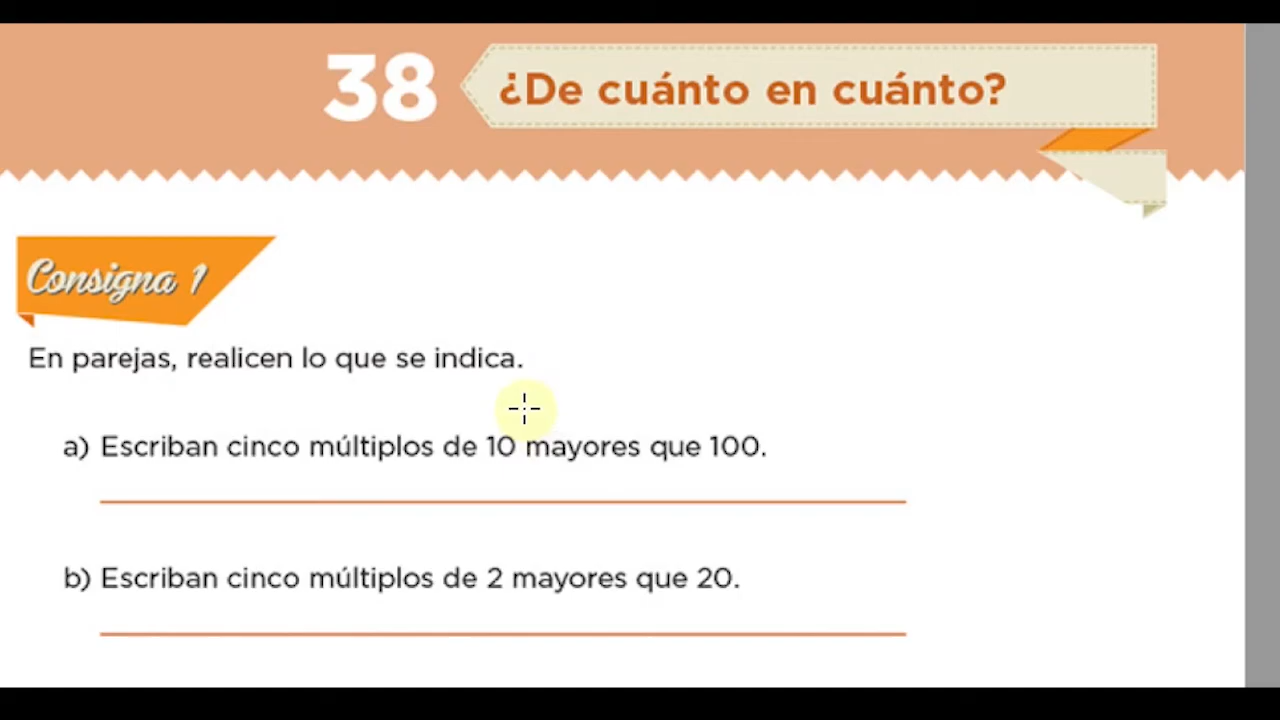 38
¿De cuánto en cuánto?
Consigna 1
En parejas, realicen lo que se indica.
a) Escriban cinco múltiplos de 10 mayores que 100.
b) Escriban cinco múltiplos de 2 mayores que 20.